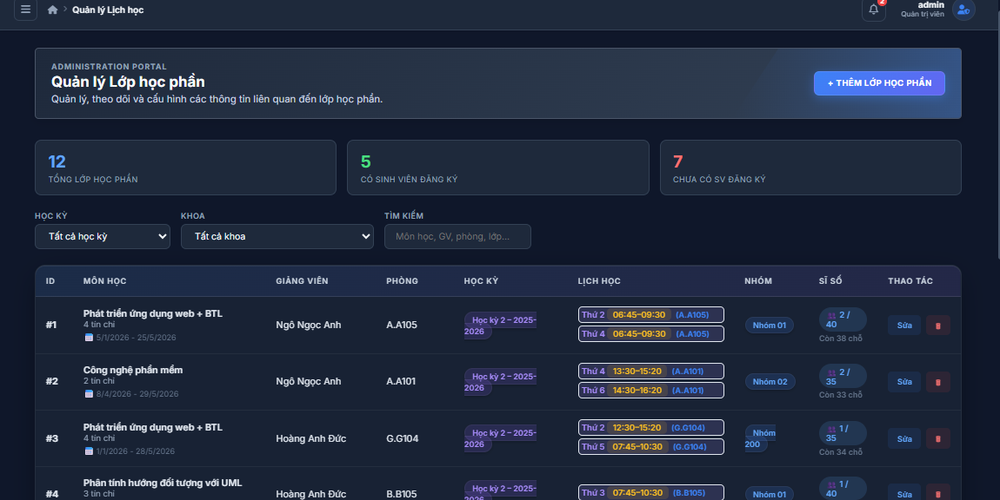 Quản lý Lịch học
2
admin
Quản trị viên
ADMINISTRATION PORTAL
Quản lý Lớp học phần
Quản lý, theo dõi và cấu hình các thông tin liên quan đến lớp học phần.
+ THÊM LỚP HỌC PHẦN
12
TỔNG LỚP HỌC PHẦN
5
CÓ SINH VIÊN ĐĂNG KÝ
7
CHƯA CÓ SV ĐĂNG KÝ
HỌC KỲ
Tất cả học kỳ
KHOA
Tất cả khoa
TÌM KIẾM
Môn học, GV, phòng, lớp...
ID MÔN HỌC GIẢNG VIÊN PHÒNG HỌC KỲ LỊCH HỌC NHÓM SĨ SỐ THAO TÁC
#1
Phát triển ứng dụng web + BTL
4 tín chỉ
5/1/2026 - 25/5/2026
Ngô Ngọc Anh
A.A105
Học kỳ 2 – 2025-
2026
Thứ 2 06:45–09:30 (A.A105)
Thứ 4 06:45–09:30 (A.A105)
Nhóm 01
2 /
40
Còn 38 chỗ
Sửa
#2
Công nghệ phần mềm
2 tín chỉ
8/4/2026 - 29/5/2026
Ngô Ngọc Anh
A.A101
Học kỳ 2 – 2025-
2026
Thứ 4 13:30–15:20 (A.A101)
Thứ 6 14:30–16:20 (A.A101)
Nhóm 02
2 /
35
Còn 33 chỗ
Sửa
#3
Phát triển ứng dụng web + BTL
4 tín chỉ
1/1/2026 - 28/5/2026
Hoàng Anh Đức
G.G104
Học kỳ 2 – 2025-
2026
Thứ 2 12:30–15:20 (G.G104)
Thứ 5 07:45–10:30 (G.G104)
Nhóm
200
1 /
35
Còn 34 chỗ
Sửa
#4
Phân tích hướng đối tượng với UML
3 tín chỉ
Hoàng Anh Đức
B.B105
Học kỳ 2 – 2025-
2026
Thứ 3 07:45–10:30 (B.B105)
Nhóm 01
1 /
40
Sửa